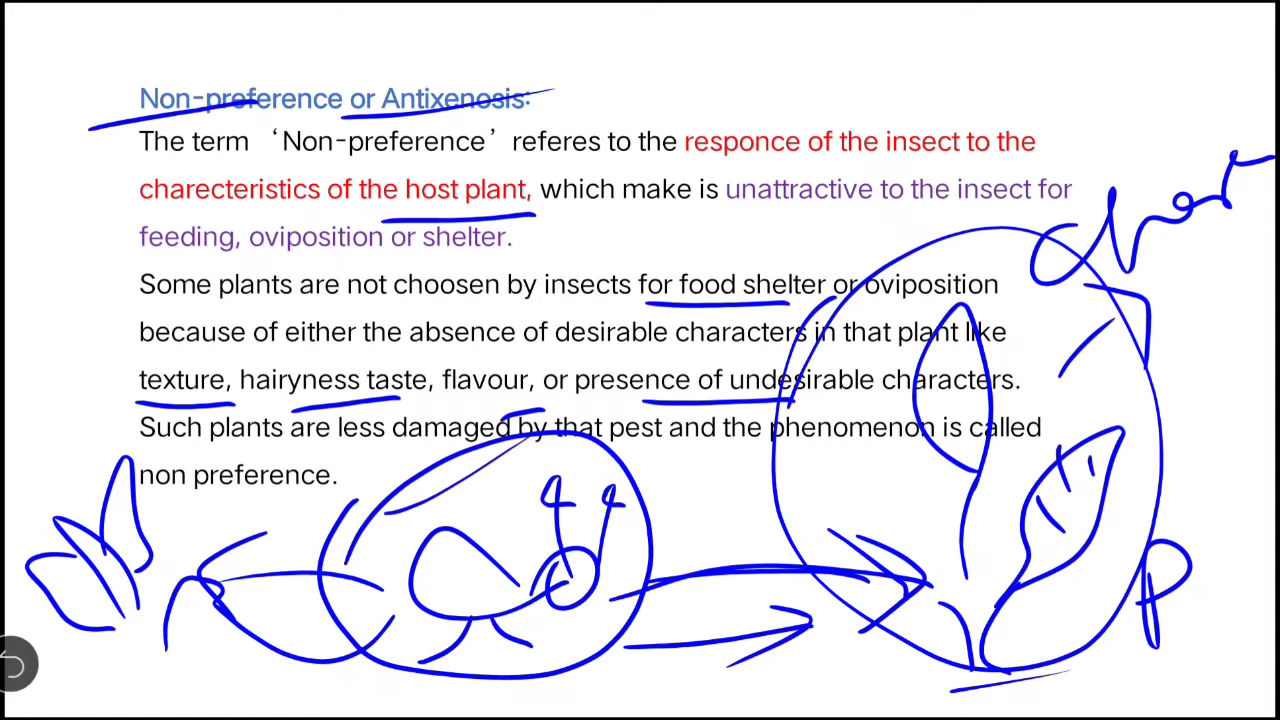 Non-preference or Antixenosis:
The term ‘Non-preference’ referes to the responce of the insect to the
charecteristics of the host plant, which make is unattractive to the insect for
feeding, oviposition or shelter.
Some plants are not choosen by insects for food shelter or oviposition
because of either the absence of desirable characters in that plant like
texture, hairyness taste, flavour, or presence of undesirable characters.
Such plants are less damaged by that pest and the phenomenon is called
non preference.
P